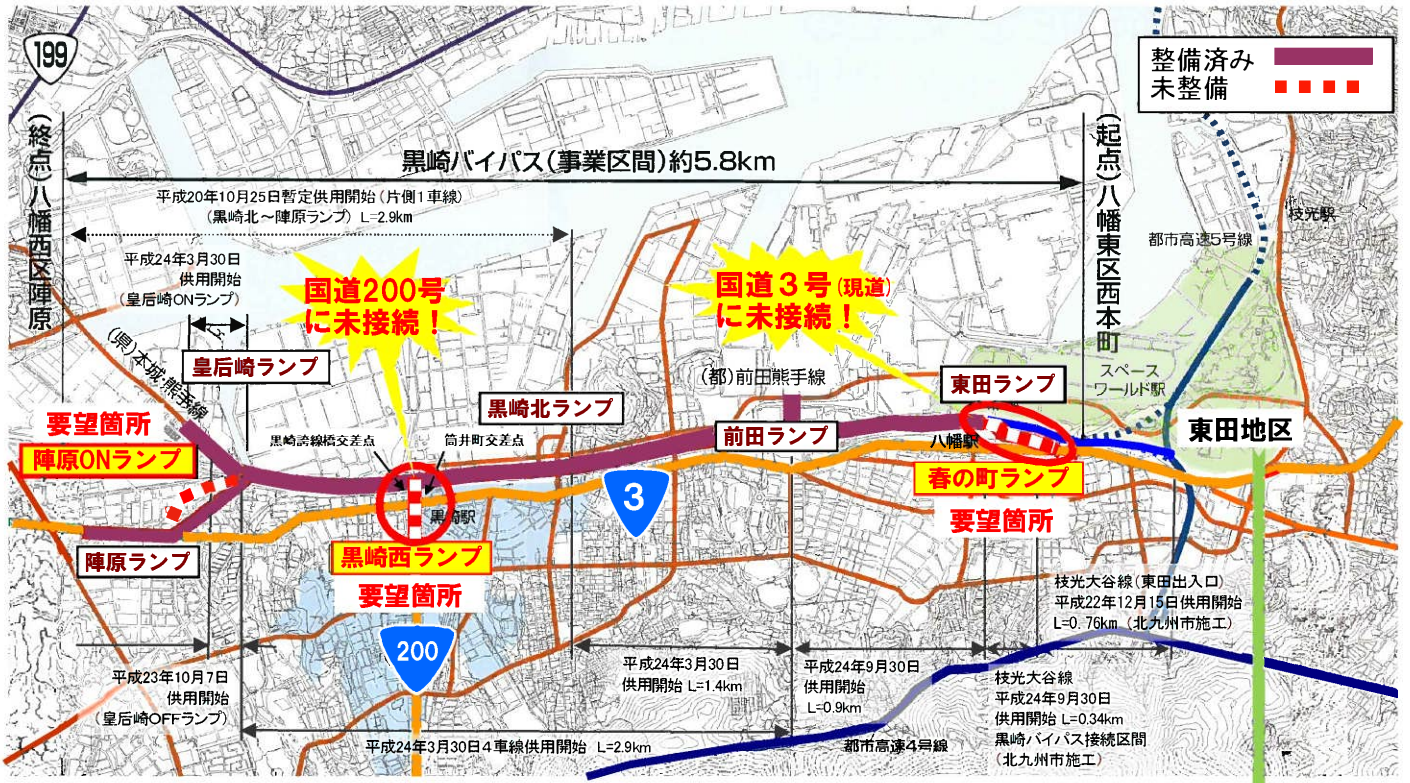 199
整備済み
未整備
(終点)八幡西区陣原
(起点)八幡東区西本町
黒崎バイパス(事業区間)約5.8km
平成20年10月25日暫定供用開始(片側1車線)
(黒崎北～陣原ランプ) L=2.9km
平成24年3月30日
供用開始
(皇后崎ONランプ)
国道200号
に未接続！
国道３号(現道)
に未接続！
都市高速5号線
枝光駅
(県)本城・熊手線
皇后崎ランプ
黒崎北ランプ
(都)前田熊手線
東田ランプ
スペース
ワールド駅
要望箇所
陣原ONランプ
黒崎跨線橋交差点
筒井町交差点
前田ランプ
八幡駅
東田地区
春の町ランプ
要望箇所
3
黒崎駅
陣原ランプ
黒崎西ランプ
要望箇所
200
枝光大谷線(東田出入口)
平成22年12月15日供用開始
L=0.76km (北九州市施工)
平成23年10月7日
供用開始
(皇后崎OFFランプ)
平成24年3月30日
供用開始 L=1.4km
平成24年9月30日
供用開始
L=0.9km
枝光大谷線
平成24年9月30日
供用開始 L=0.34km
黒崎バイパス接続区間
(北九州市施工)
平成24年3月30日４車線供用開始 L=2.9km
都市高速4号線